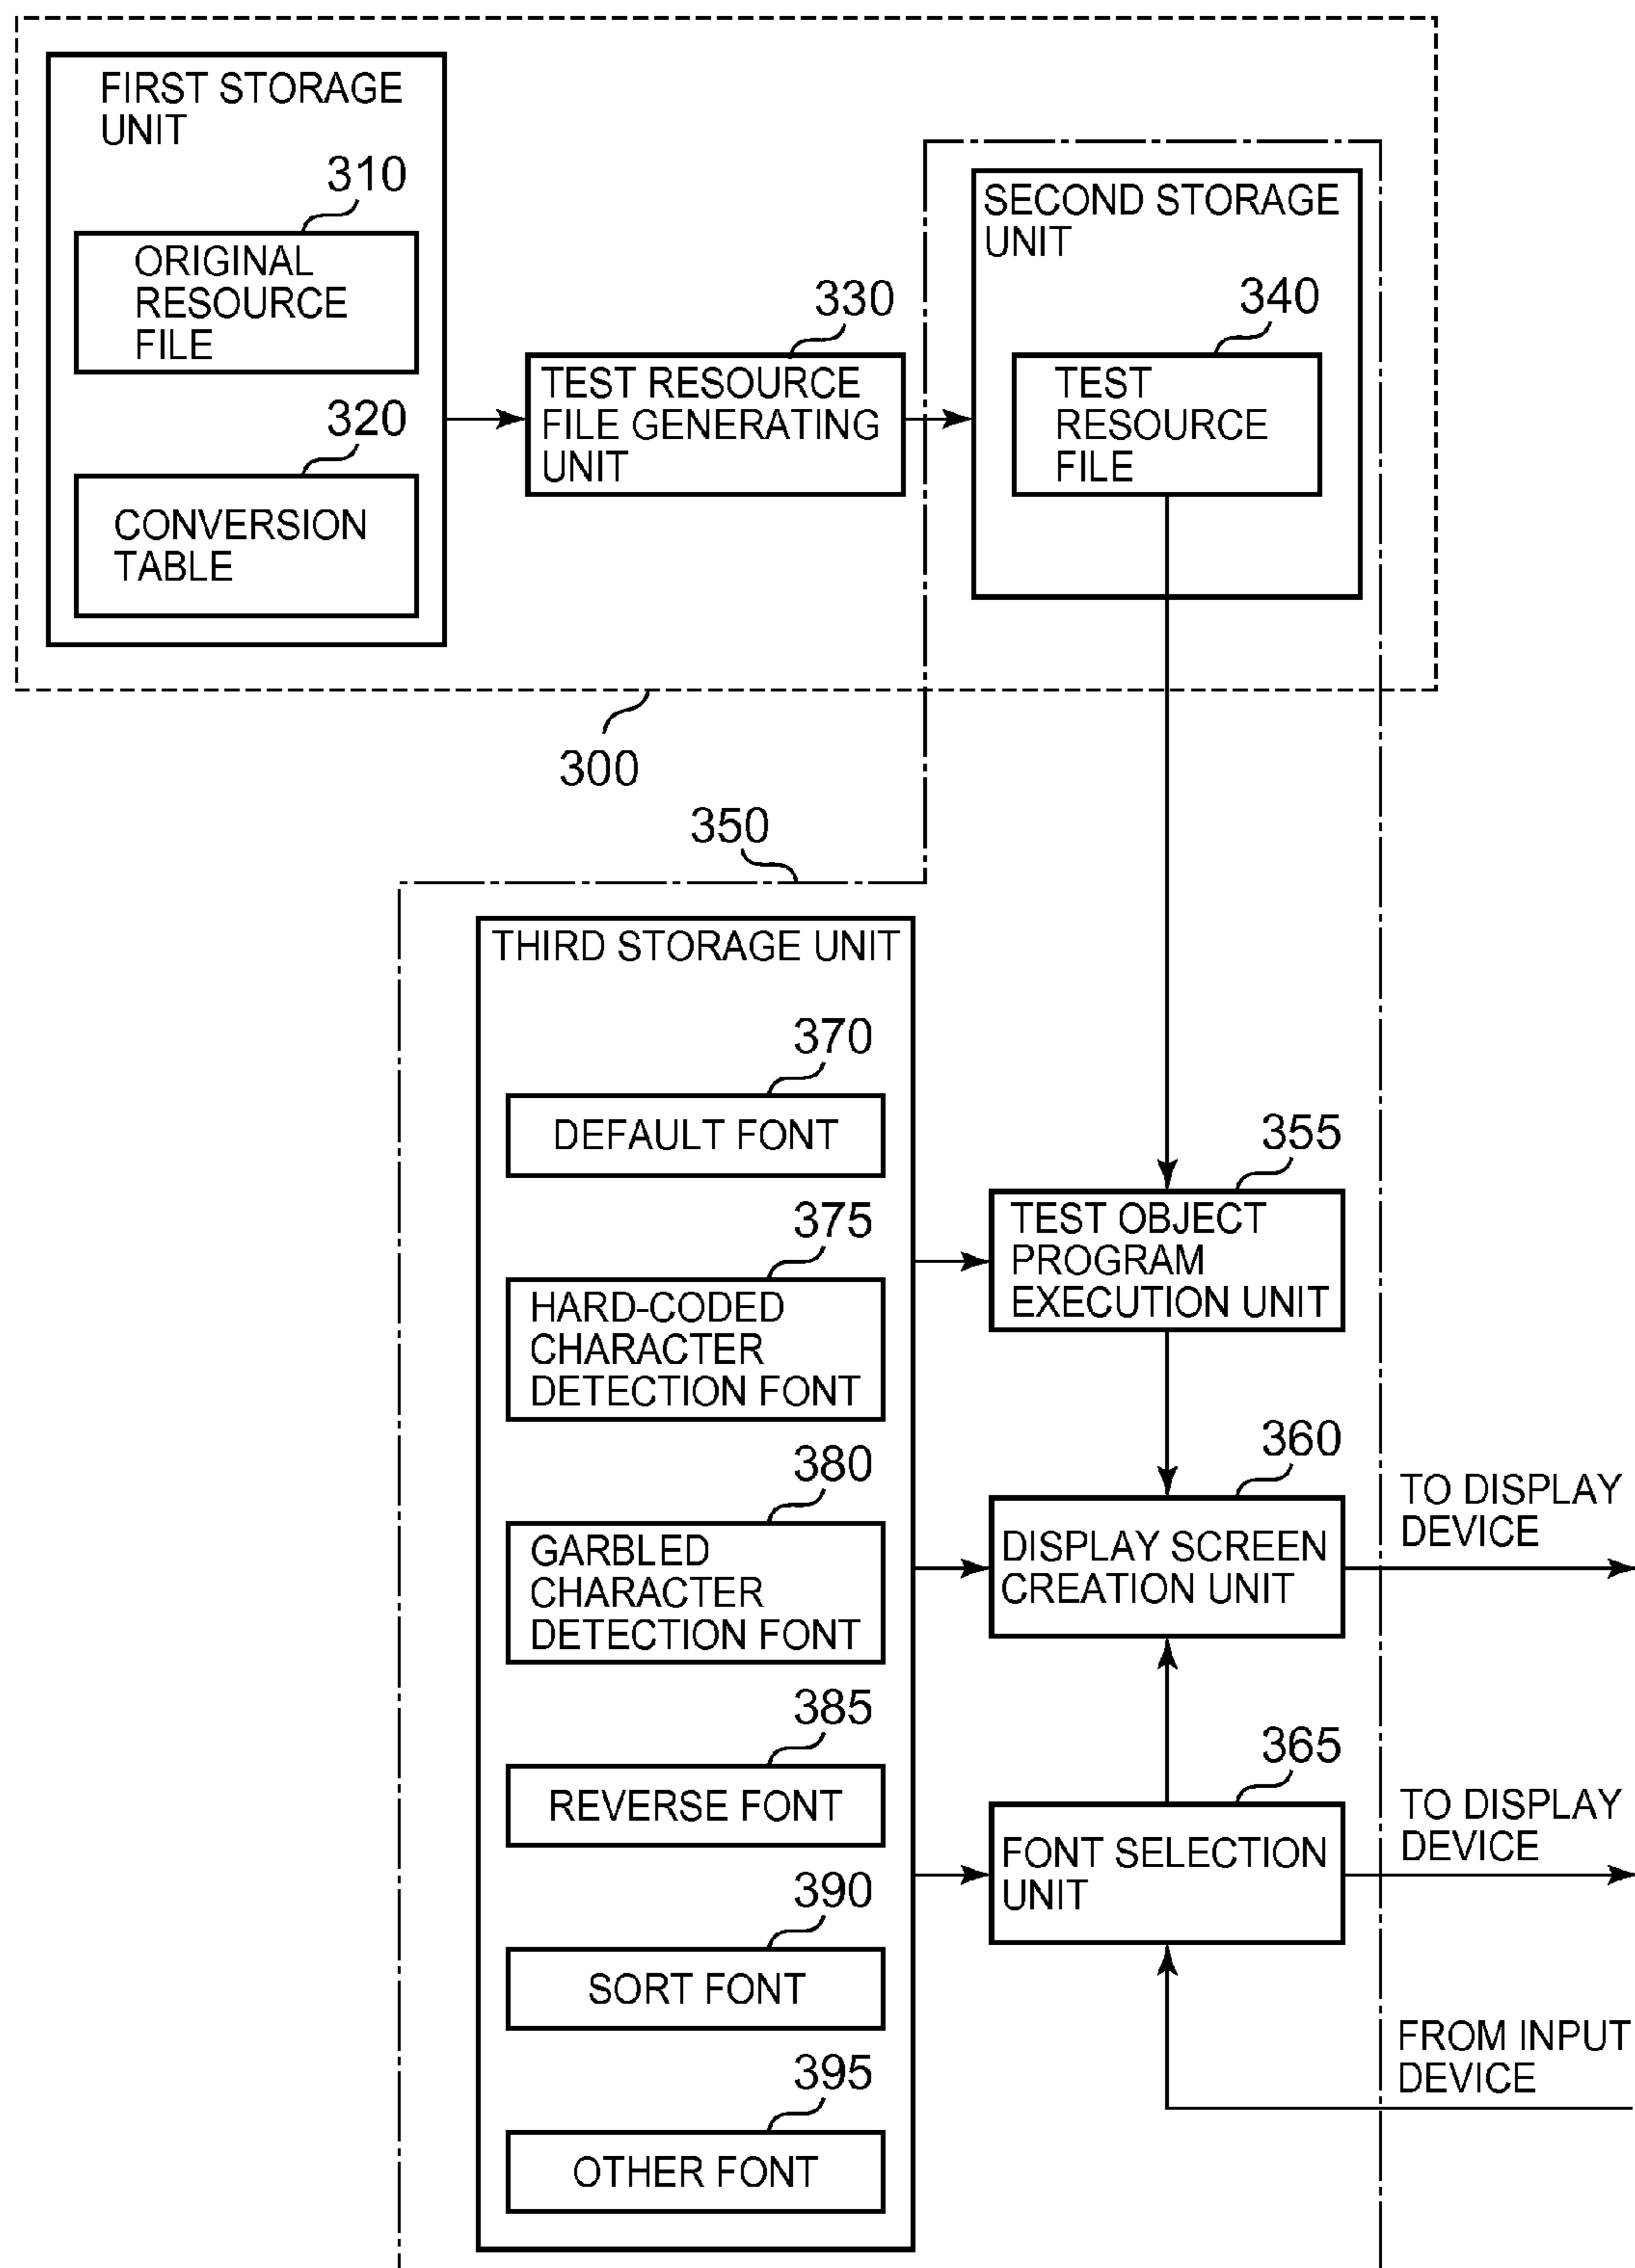 FIRST STORAGE
UNIT
310
ORIGINAL
RESOURCE
FILE
320
CONVERSION
TABLE
330
TEST RESOURCE
FILE GENERATING
UNIT
SECOND STORAGE
UNIT
340
TEST
RESOURCE
FILE
300
350
THIRD STORAGE UNIT
370
DEFAULT FONT
375
HARD-CODED
CHARACTER
DETECTION FONT
380
GARBLED
CHARACTER
DETECTION FONT
385
REVERSE FONT
390
SORT FONT
395
OTHER FONT
355
TEST OBJECT
PROGRAM
EXECUTION UNIT
360
DISPLAY SCREEN
CREATION UNIT
TO DISPLAY
DEVICE
365
FONT SELECTION
UNIT
TO DISPLAY
DEVICE
FROM INPUT
DEVICE